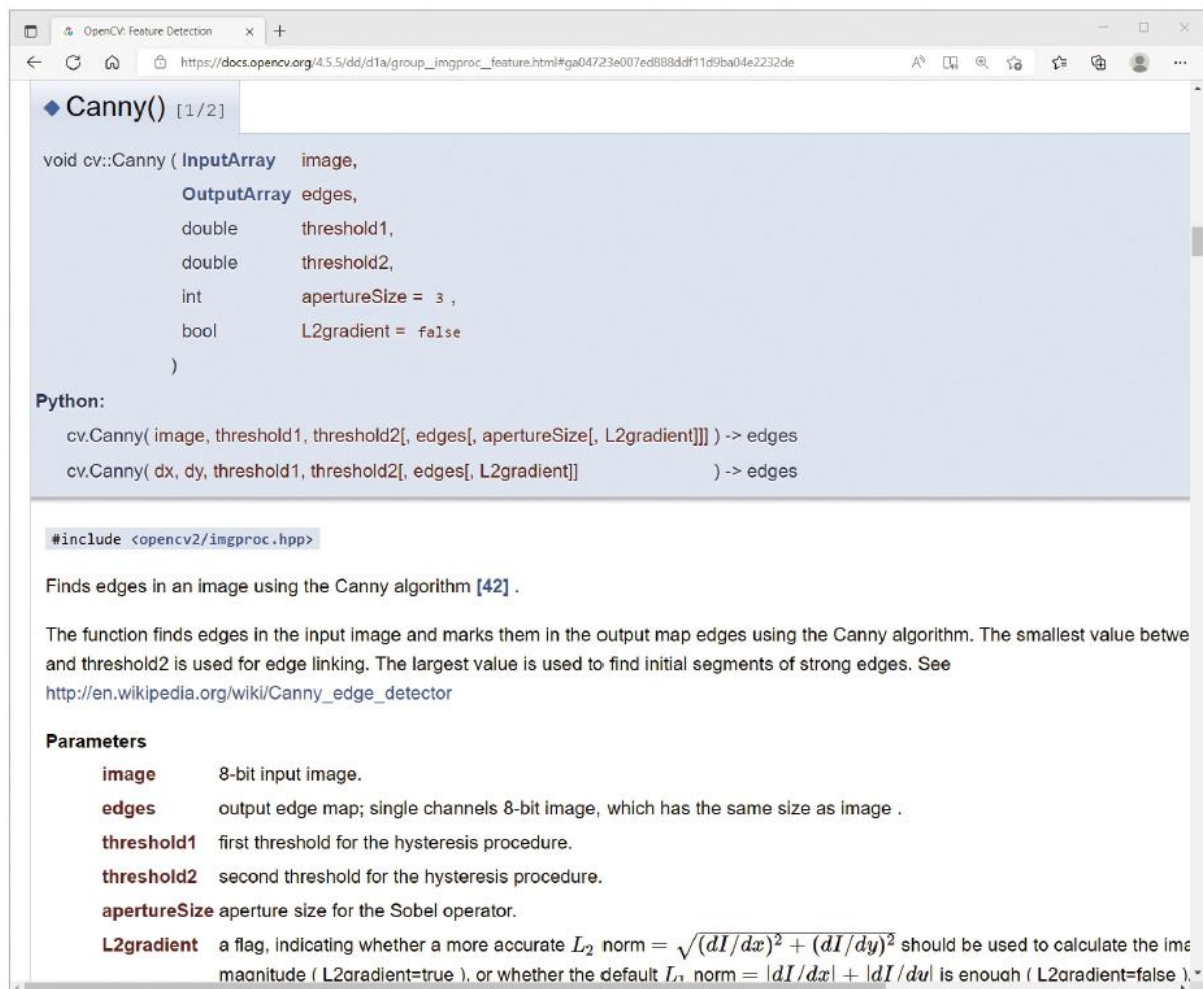 OpenCV: Feature Detection
https://docs.opencv.org/4.5.5/dd/d1a/group_imgproc_feature.html#ga04723e007ed888ddf11d9ba04e2232de
◆ Canny() [1/2]
void cv::Canny ( InputArray image,
OutputArray edges,
double threshold1,
double threshold2,
int apertureSize = 3 ,
bool L2gradient = false
)
Python:
cv.Canny( image, threshold1, threshold2[, edges[, apertureSize[, L2gradient]]] ) -> edges
cv.Canny( dx, dy, threshold1, threshold2[, edges[, L2gradient]] ) -> edges
#include <opencv2/imgproc.hpp>
Finds edges in an image using the Canny algorithm [42] .
The function finds edges in the input image and marks them in the output map edges using the Canny algorithm. The smallest value betwe
and threshold2 is used for edge linking. The largest value is used to find initial segments of strong edges. See
http://en.wikipedia.org/wiki/Canny_edge_detector
Parameters
image 8-bit input image.
edges output edge map; single channels 8-bit image, which has the same size as image .
threshold1 first threshold for the hysteresis procedure.
threshold2 second threshold for the hysteresis procedure.
apertureSize aperture size for the Sobel operator.
L2gradient a flag, indicating whether a more accurate L₂ norm = √(dI/dx)² + (dI/dy)² should be used to calculate the ima
magnitude ( L2gradient=true ), or whether the default L₁ norm = |dI/dx| + |dI/dy| is enough ( L2gradient=false ).